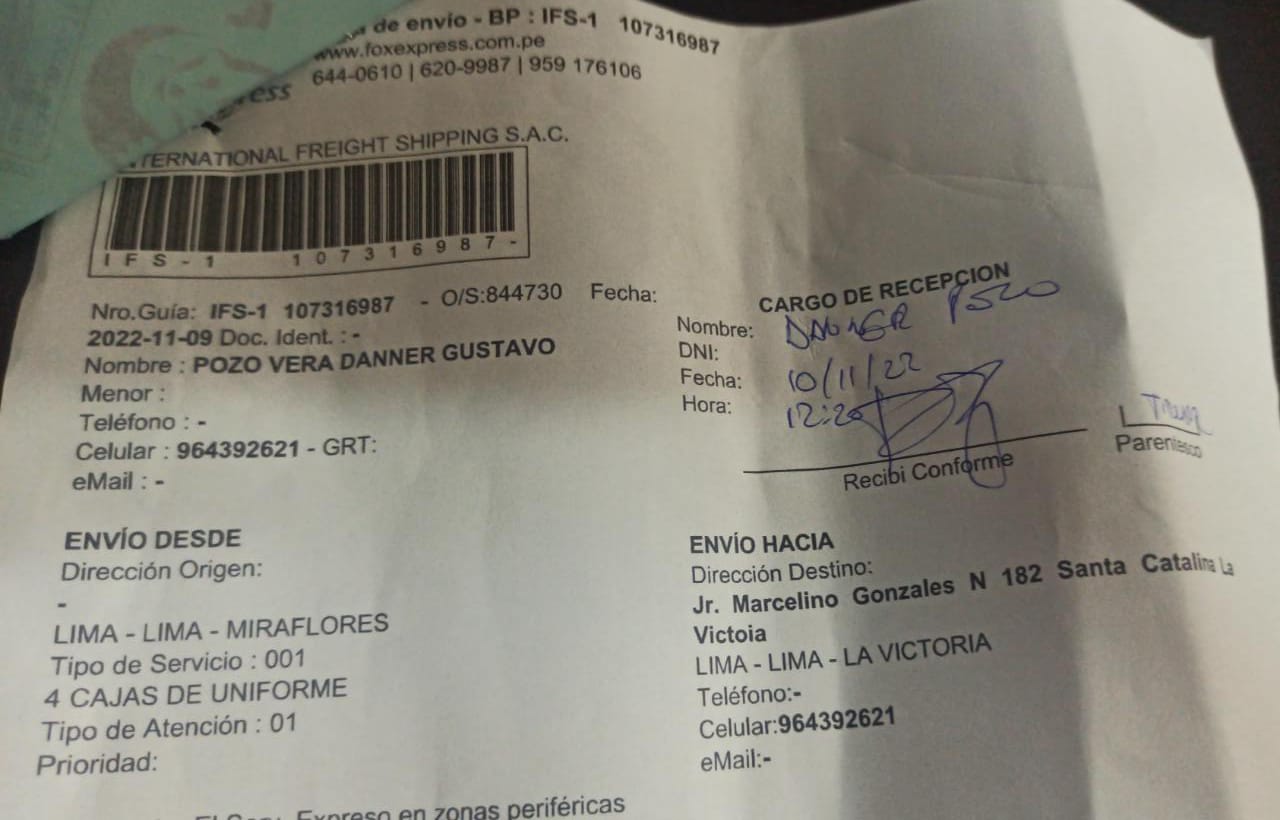 de envío - BP : IFS-1 107316987
www.foxexpress.com.pe
644-0610 | 620-9987 | 959 176106
INTERNATIONAL FREIGHT SHIPPING S.A.C.
IFS-1 107316987-
Nro.Guía: IFS-1 107316987 - O/S:844730 Fecha:
2022-11-09 Doc. Ident. : -
Nombre : POZO VERA DANNER GUSTAVO
Menor :
Teléfono : -
Celular : 964392621 - GRT:
eMail : -
CARGO DE RECEPCION
Nombre: DANNER POZO
DNI:
Fecha: 10/11/22
Hora: 12:20
Recibi Conforme
Parentesco
ENVÍO DESDE
Dirección Origen:
-
LIMA - LIMA - MIRAFLORES
Tipo de Servicio : 001
4 CAJAS DE UNIFORME
Tipo de Atención : 01
Prioridad:
ENVÍO HACIA
Dirección Destino:
Jr. Marcelino Gonzales N 182 Santa Catalina La
Victoia
LIMA - LIMA - LA VICTORIA
Teléfono:-
Celular:964392621
eMail:-
Expreso en zonas periféricas